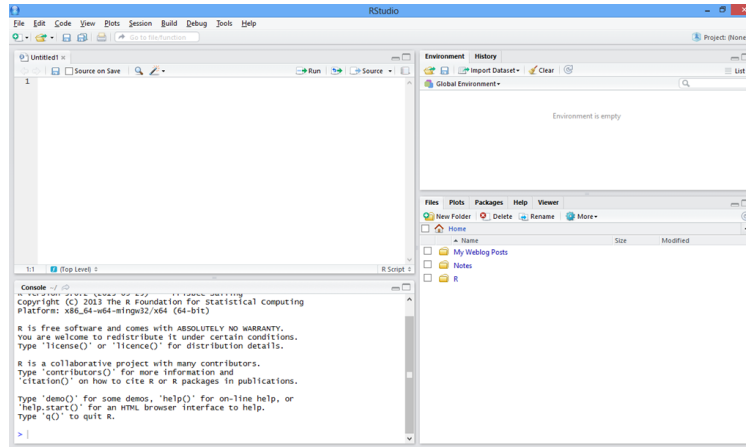 RStudio
File Edit Code View Plots Session Build Debug Tools Help
Go to file/function
Project: (None
Untitled1
Source on Save
Run
Source
1
1:1
(Top Level)
R Script
Console ~/
Copyright (C) 2013 The R Foundation for Statistical Computing
Platform: x86_64-w64-mingw32/x64 (64-bit)
R is free software and comes with ABSOLUTELY NO WARRANTY.
You are welcome to redistribute it under certain conditions.
Type 'license()' or 'licence()' for distribution details.
R is a collaborative project with many contributors.
Type 'contributors()' for more information and
'citation()' on how to cite R or R packages in publications.
Type 'demo()' for some demos, 'help()' for on-line help, or
'help.start()' for an HTML browser interface to help.
Type 'q()' to quit R.
>
Environment History
Import Dataset
Clear
List
Global Environment
Environment is empty
Files Plots Packages Help Viewer
New Folder Delete Rename More
Home
Name Size Modified
My Weblog Posts
Notes
R